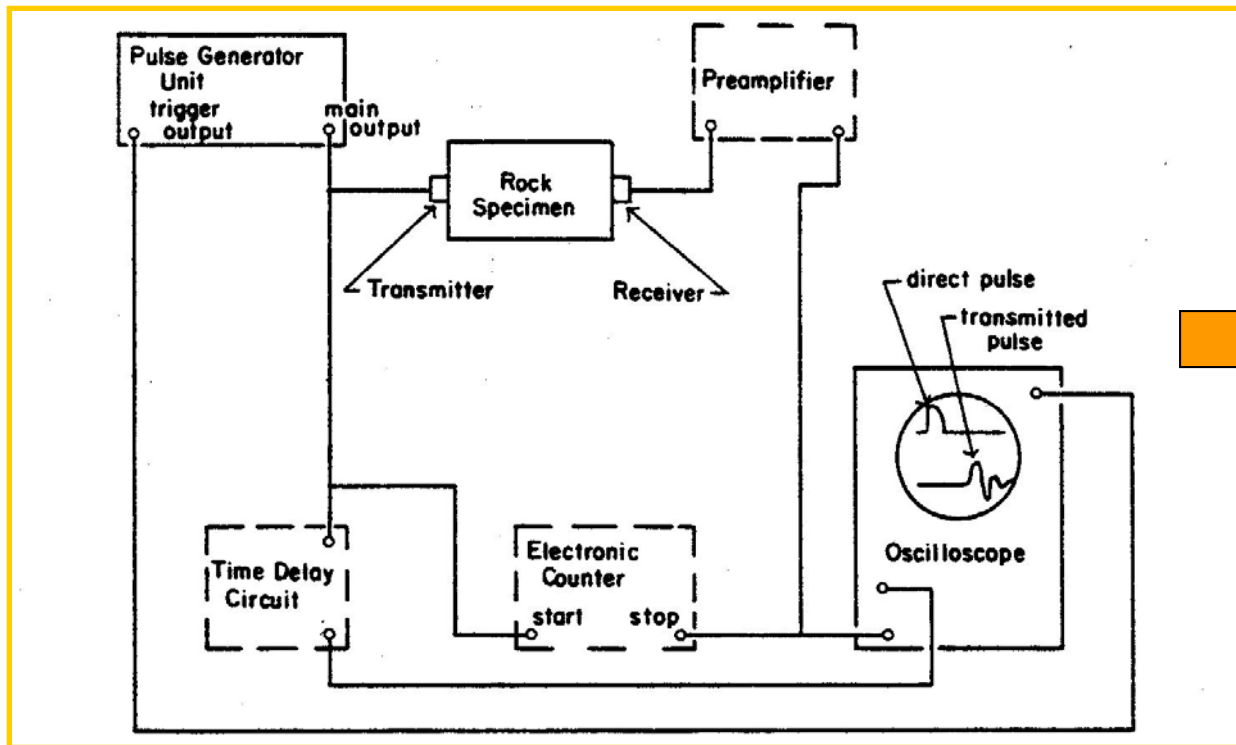 Pulse Generator
Unit
trigger
output
main
output
Preamplifier
Rock
Specimen
Transmitter
Receiver
direct pulse
transmitted
pulse
Oscilloscope
Time Delay
Circuit
Electronic
Counter
start
stop